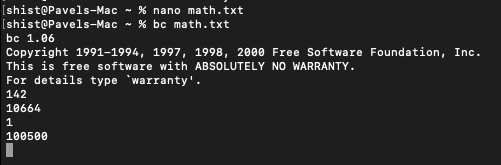 [shist@Pavels-Mac ~ % nano math.txt
[shist@Pavels-Mac ~ % bc math.txt
bc 1.06
Copyright 1991-1994, 1997, 1998, 2000 Free Software Foundation, Inc.
This is free software with ABSOLUTELY NO WARRANTY.
For details type `warranty'.
142
10664
1
100500